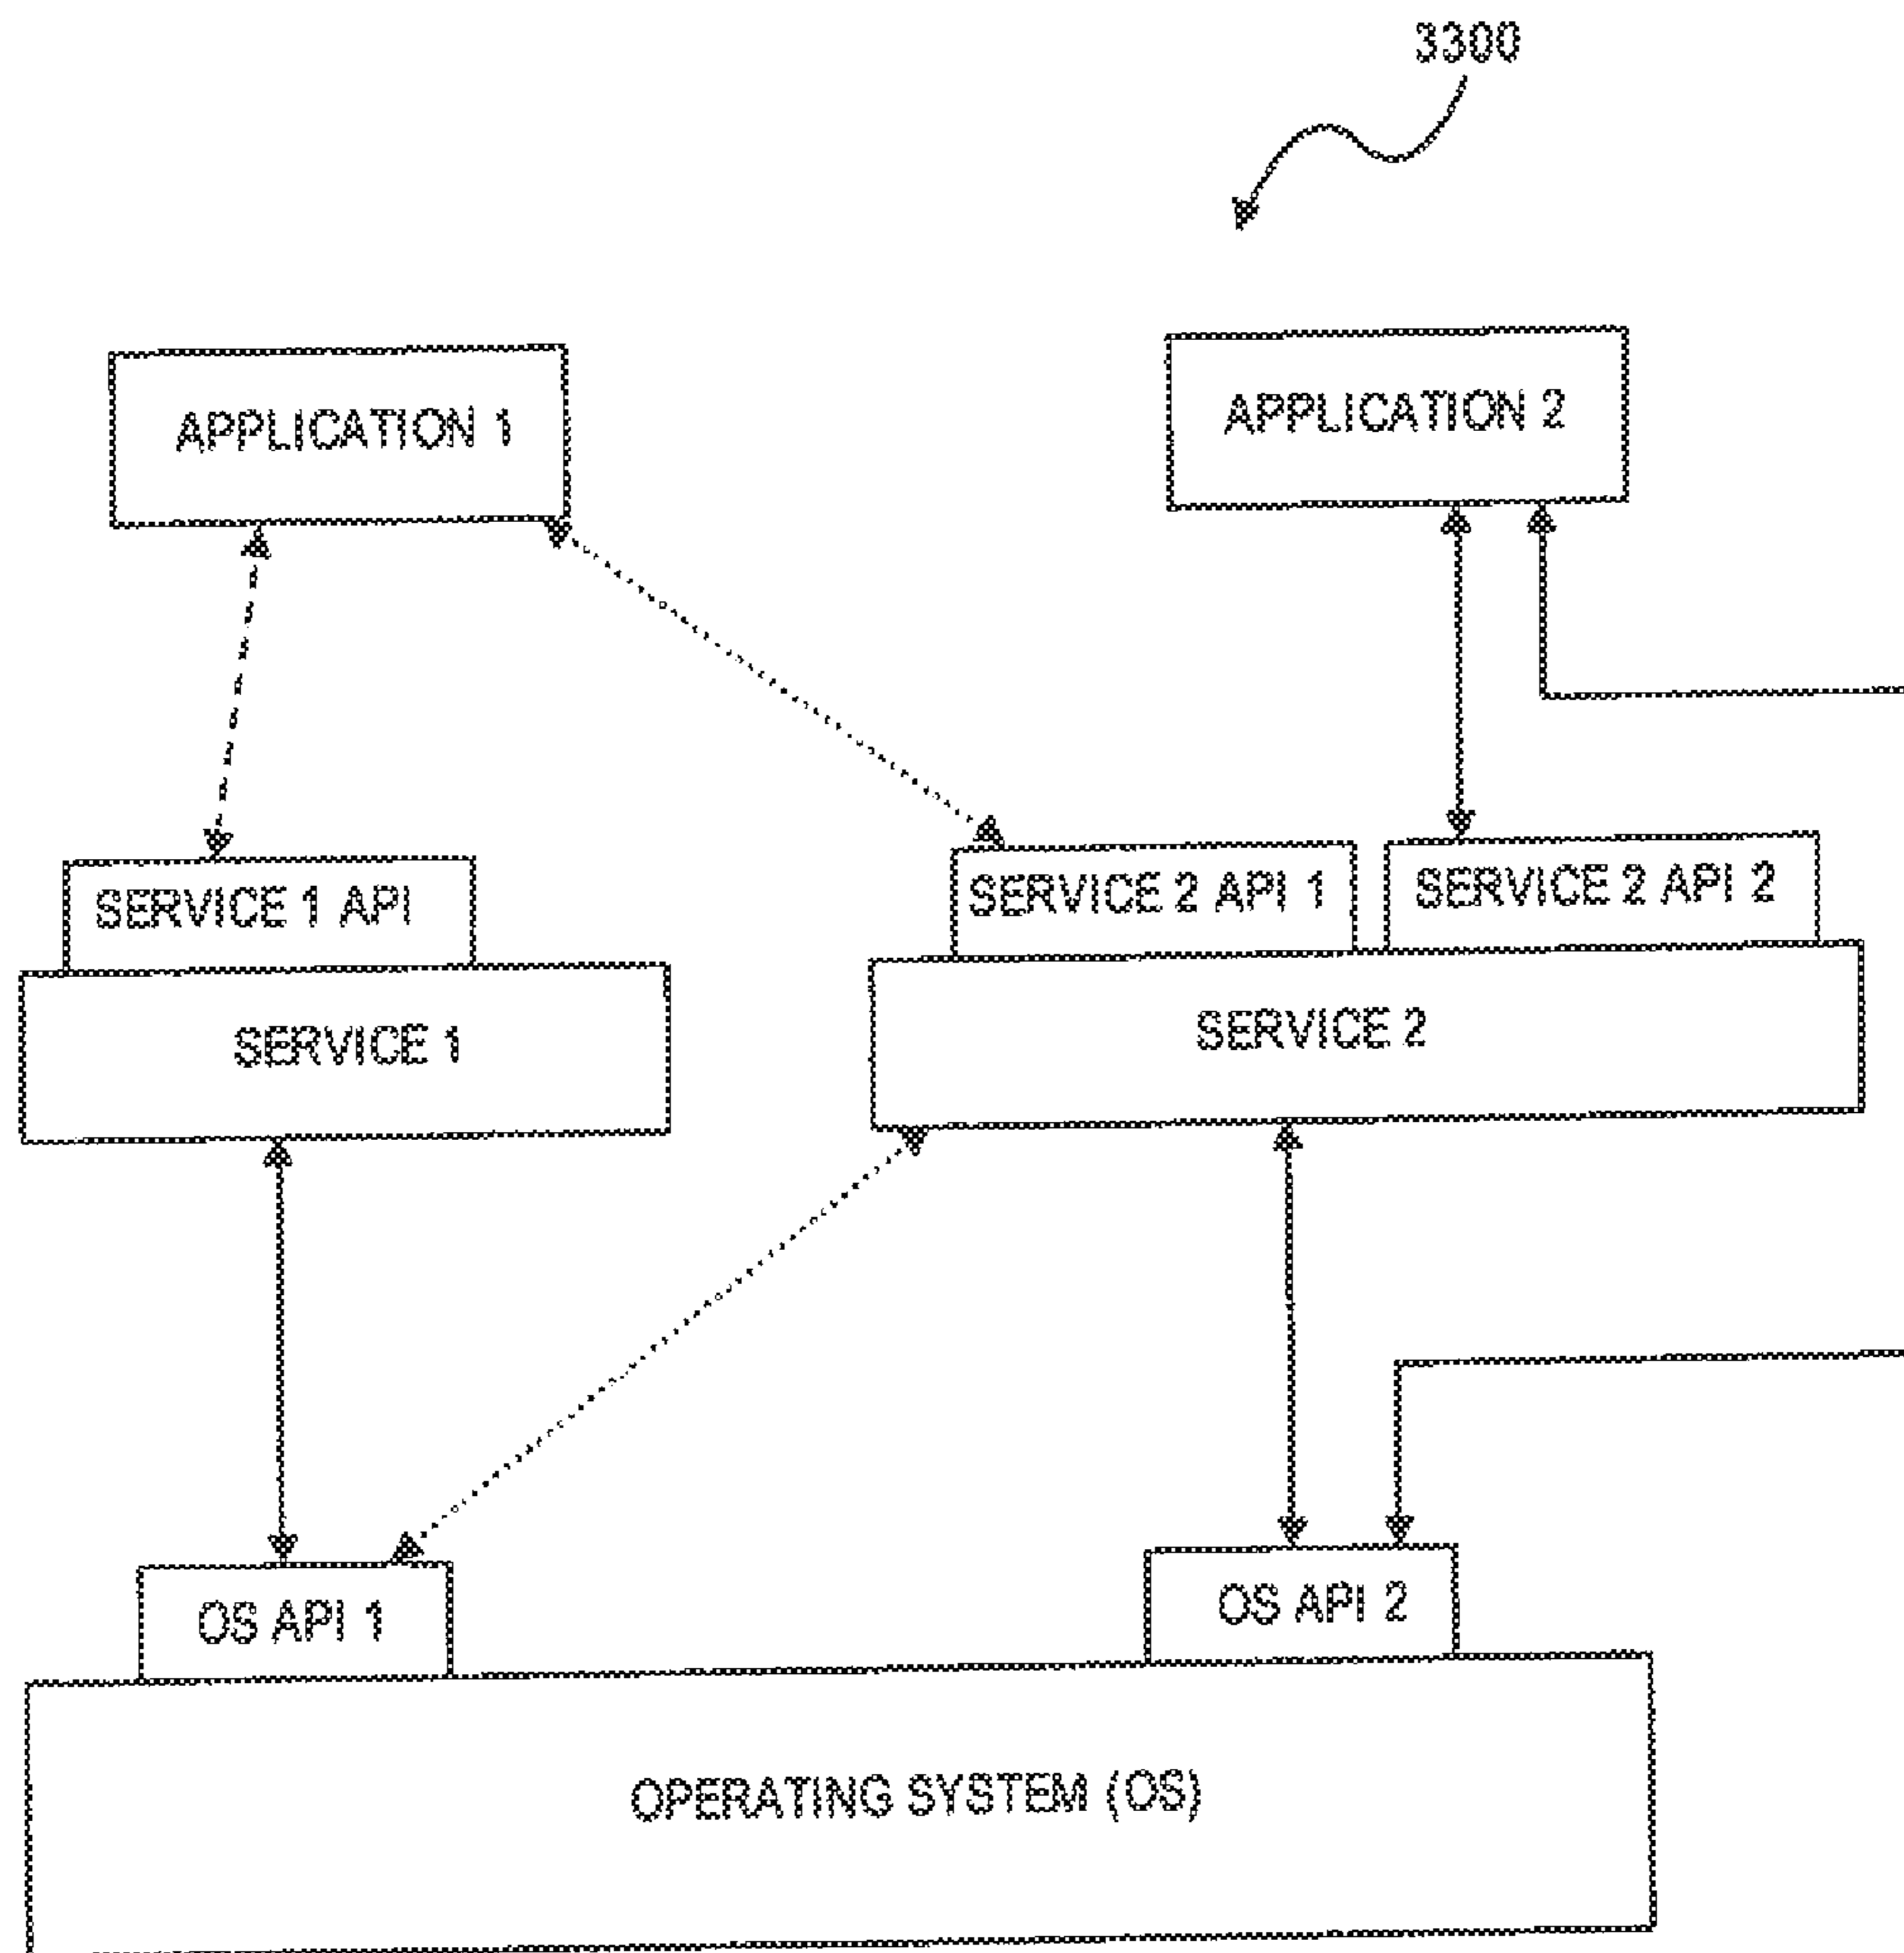 3300
APPLICATION 1
APPLICATION 2
SERVICE 1 API
SERVICE 2 API 1
SERVICE 2 API 2
SERVICE 1
SERVICE 2
OS API 1
OS API 2
OPERATING SYSTEM (OS)